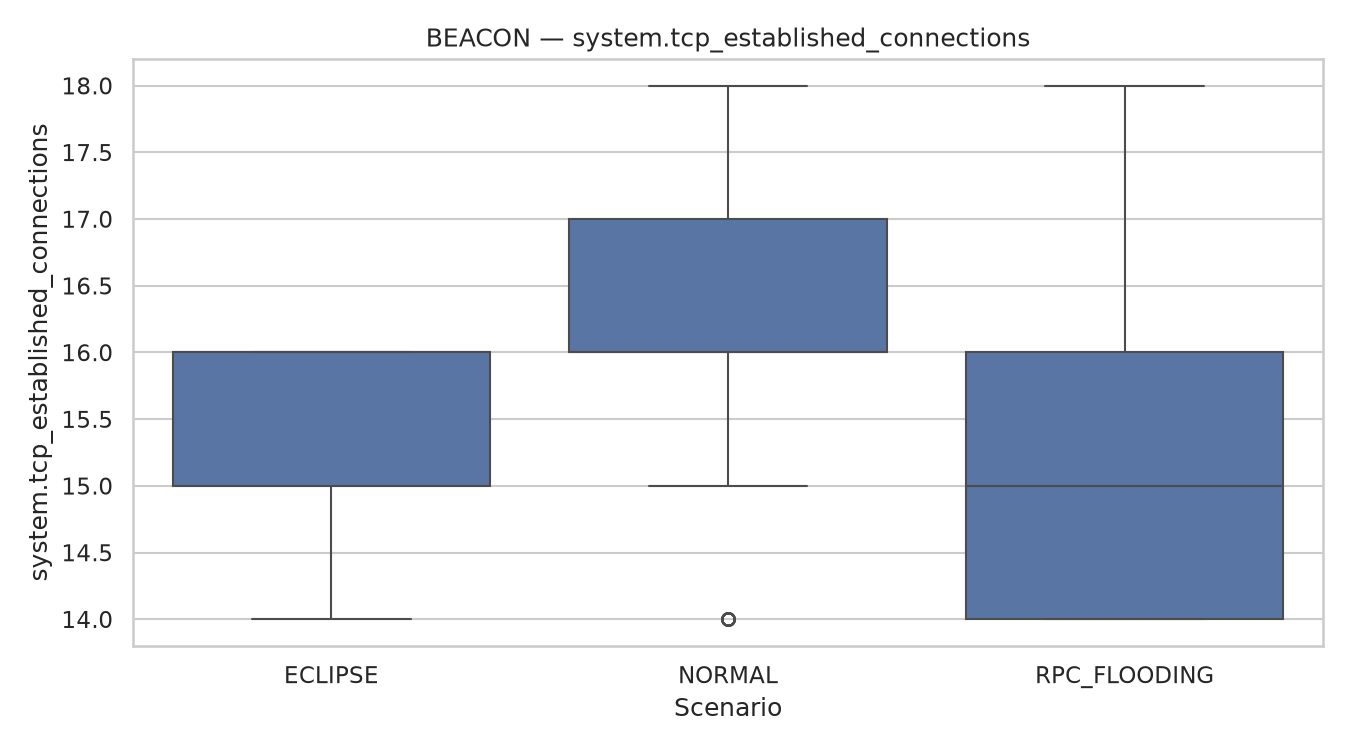 BEACON — system.tcp_established_connections
system.tcp_established_connections
18.0
17.5
17.0
16.5
16.0
15.5
15.0
14.5
14.0
ECLIPSE
NORMAL
RPC_FLOODING
Scenario